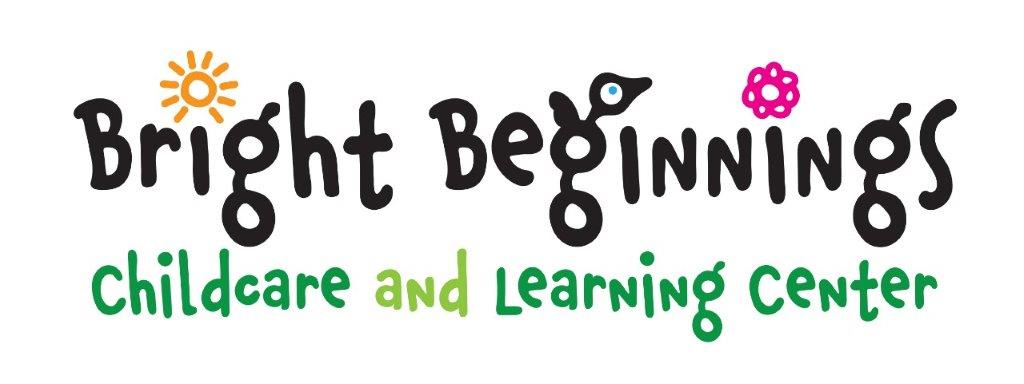 Bright Beginnings
Childcare and Learning Center